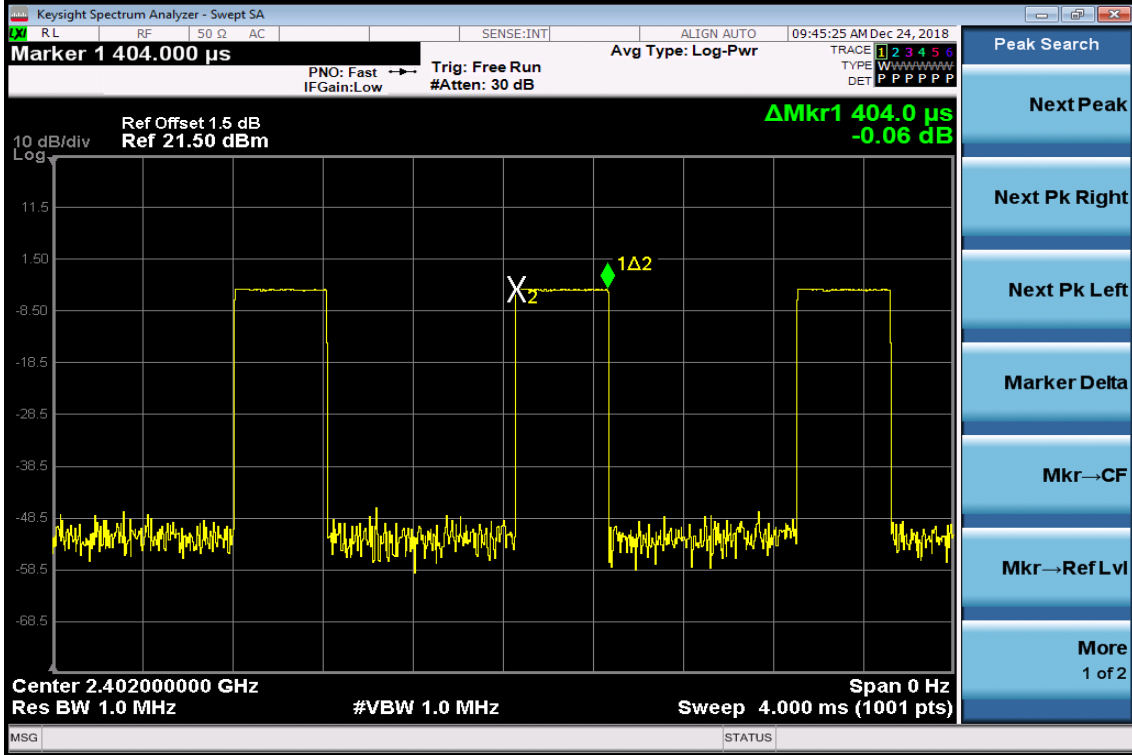 Keysight Spectrum Analyzer - Swept SA
LXI RL RF 50 Ω AC SENSE:INT ALIGN AUTO 09:45:25 AM Dec 24, 2018
Marker 1 404.000 µs
PNO: Fast
IFGain:Low
Trig: Free Run
#Atten: 30 dB
Avg Type: Log-Pwr
TRACE 1 2 3 4 5 6
TYPE WWWWWW
DET P P P P P P
Peak Search
ΔMkr1 404.0 µs
-0.06 dB
Ref Offset 1.5 dB
10 dB/div Ref 21.50 dBm
Log
11.5
1.50
-8.50
-18.5
-28.5
-38.5
-48.5
-58.5
-68.5
1Δ2
X2
Center 2.402000000 GHz Span 0 Hz
Res BW 1.0 MHz #VBW 1.0 MHz Sweep 4.000 ms (1001 pts)
Next Peak
Next Pk Right
Next Pk Left
Marker Delta
Mkr→CF
Mkr→Ref Lvl
More
1 of 2
MSG STATUS